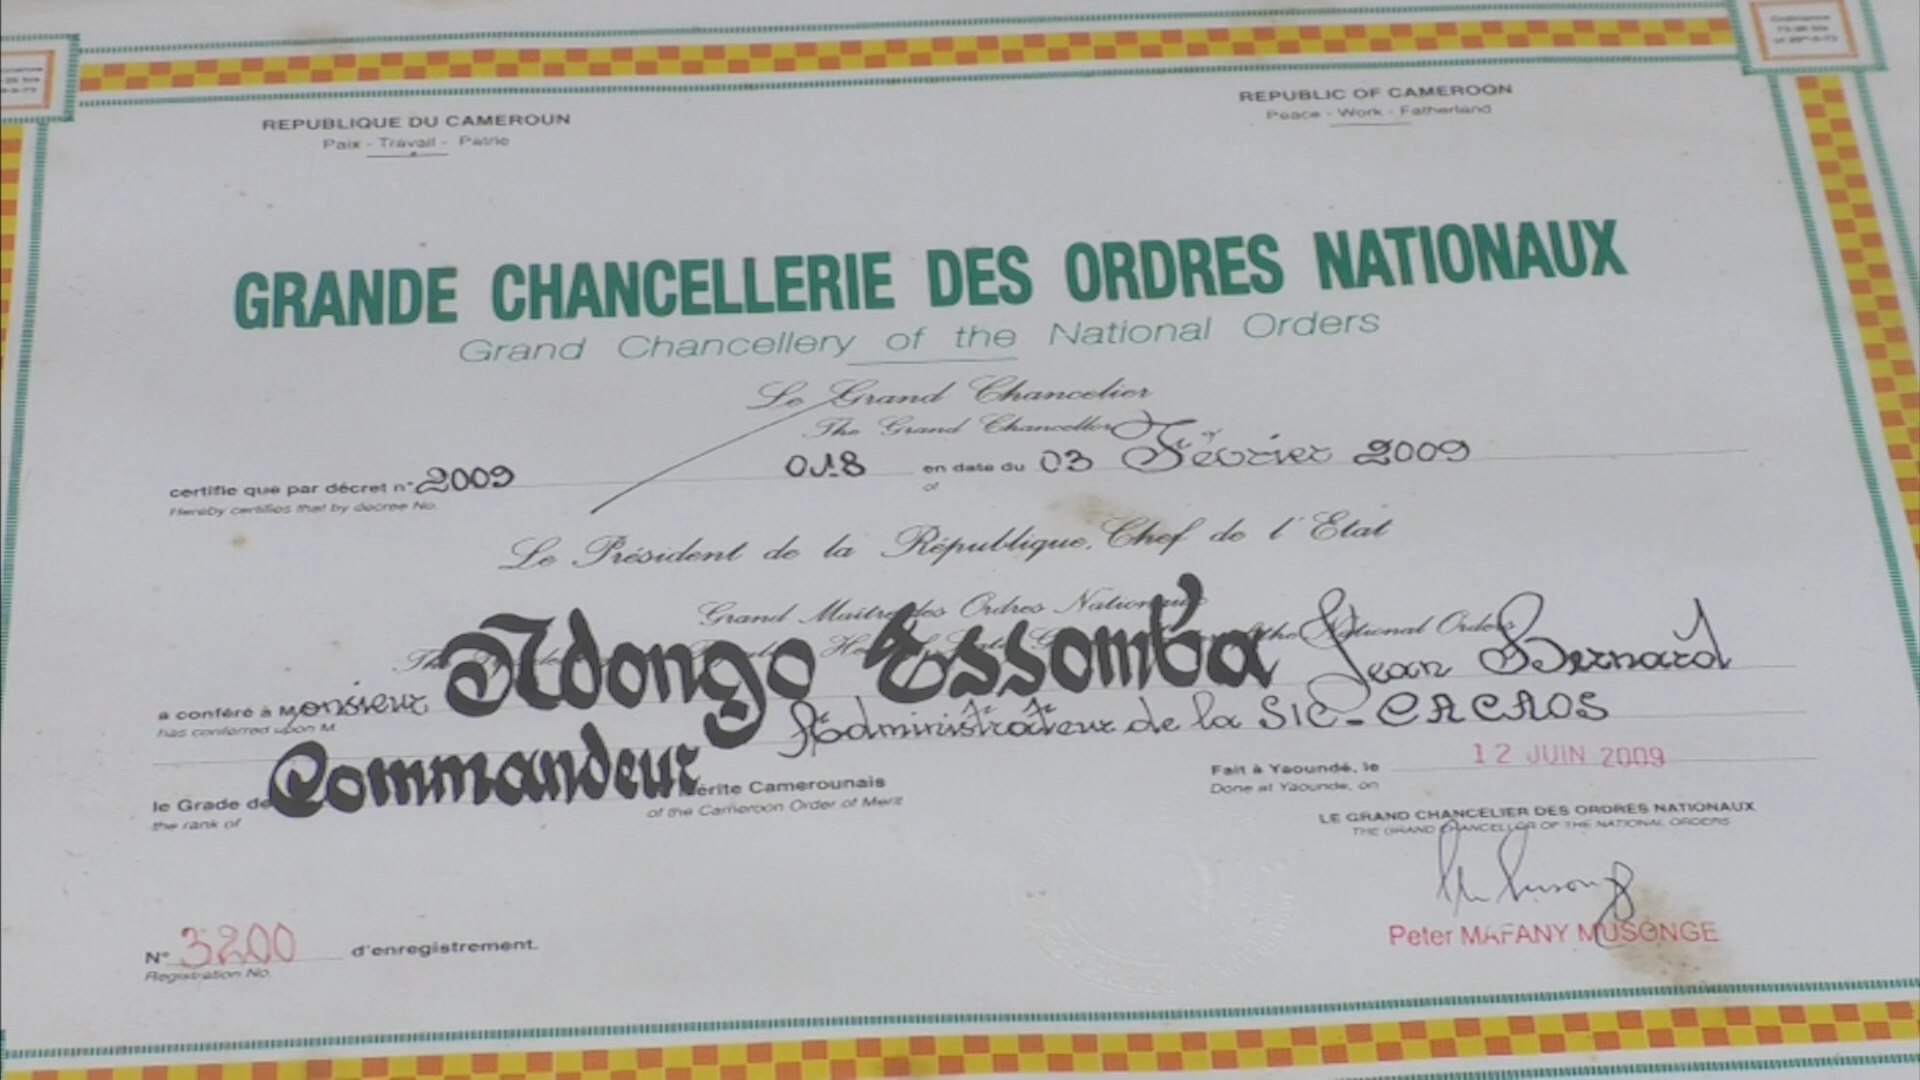 Ordinance
REPUBLIQUE DU CAMEROUN
Paix - Travail - Patrie
REPUBLIC OF CAMEROON
Peace - Work - Fatherland
GRANDE CHANCELLERIE DES ORDRES NATIONAUX
Grand Chancellery of the National Orders
Le Grand Chancelier
The Grand Chancellor
certifie que par décret n° 2009 / 018 en date du 03 Février 2009
Hereby certifies that by decree No. of
Le Président de la République, Chef de l'Etat
Grand Maître des Ordres Nationaux
The National Orders
a conféré à Monsieur Ndongo Essomba Jean Bernard
has conferred upon M.
Administrateur de la SIC-CACAOS
le Grade de Commandeur Mérite Camerounais
the rank of of the Cameroon Order of Merit
Fait à Yaoundé, le 12 JUIN 2009
Done at Yaounde, on
LE GRAND CHANCELIER DES ORDRES NATIONAUX
THE GRAND CHANCELLOR OF THE NATIONAL ORDERS
Peter MAFANY MUSONGE
N° 3200 d'enregistrement.
Registration No.